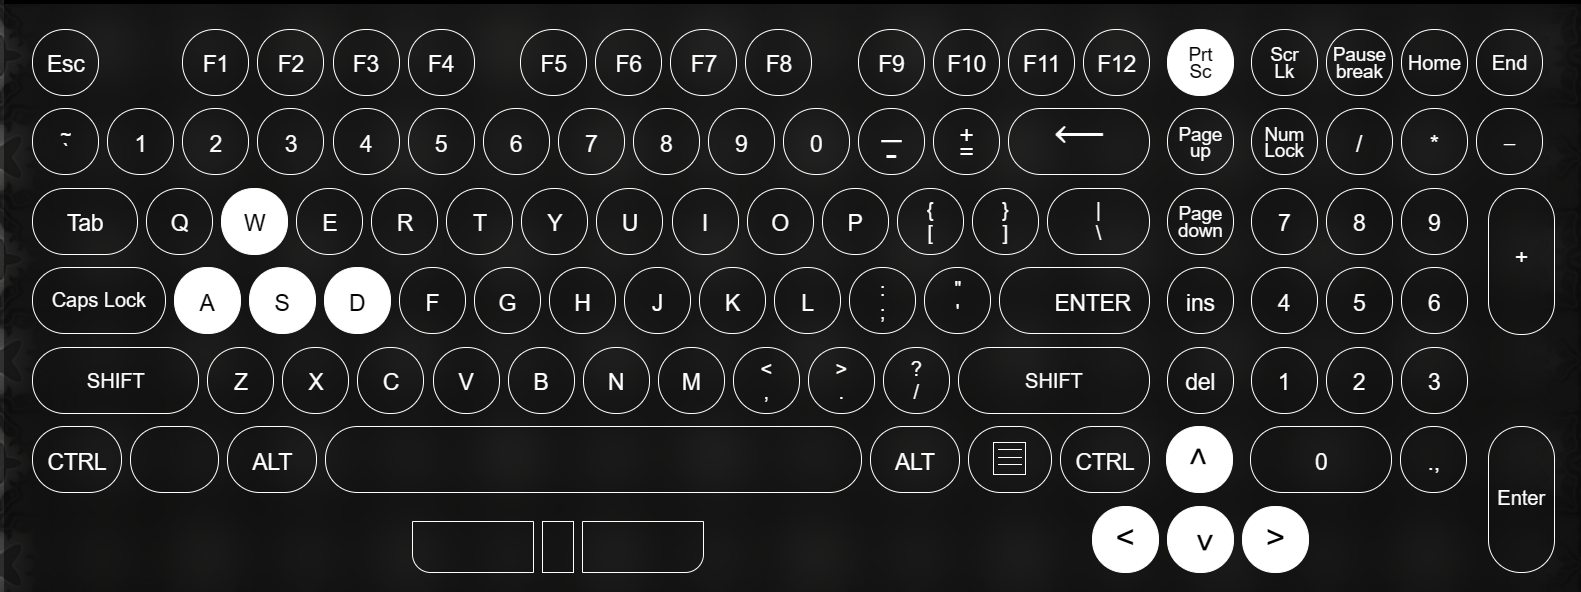 Esc F1 F2 F3 F4 F5 F6 F7 F8 F9 F10 F11 F12 Prt Sc Scr Lk Pause break Home End
~ ` 1 2 3 4 5 6 7 8 9 0 — - + = ← Page up Num Lock / * –
Tab Q W E R T Y U I O P { [ } ] | \ Page down 7 8 9 +
Caps Lock A S D F G H J K L : ; " ' ENTER ins 4 5 6
SHIFT Z X C V B N M < , > . ? / SHIFT del 1 2 3
CTRL ALT ALT CTRL ^ 0 ., Enter
< v >